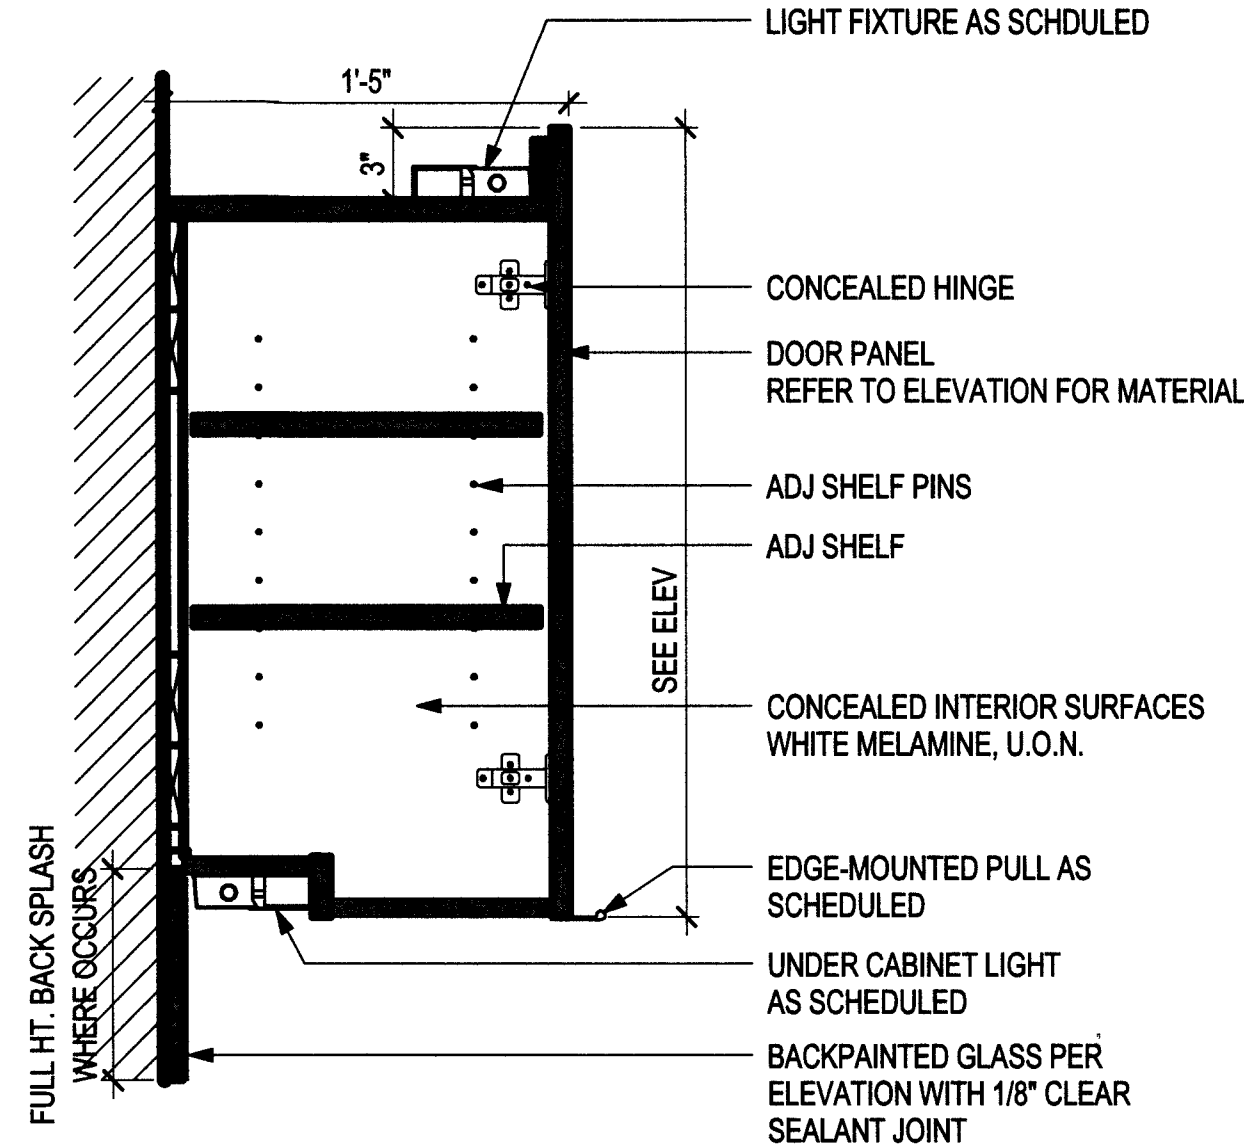 LIGHT FIXTURE AS SCHDULED
1'-5"
3"
CONCEALED HINGE
DOOR PANEL
REFER TO ELEVATION FOR MATERIAL
ADJ SHELF PINS
ADJ SHELF
SEE ELEV
CONCEALED INTERIOR SURFACES
WHITE MELAMINE, U.O.N.
EDGE-MOUNTED PULL AS
SCHEDULED
UNDER CABINET LIGHT
AS SCHEDULED
FULL HT. BACK SPLASH
WHERE OCCURS
BACKPAINTED GLASS PER
ELEVATION WITH 1/8" CLEAR
SEALANT JOINT